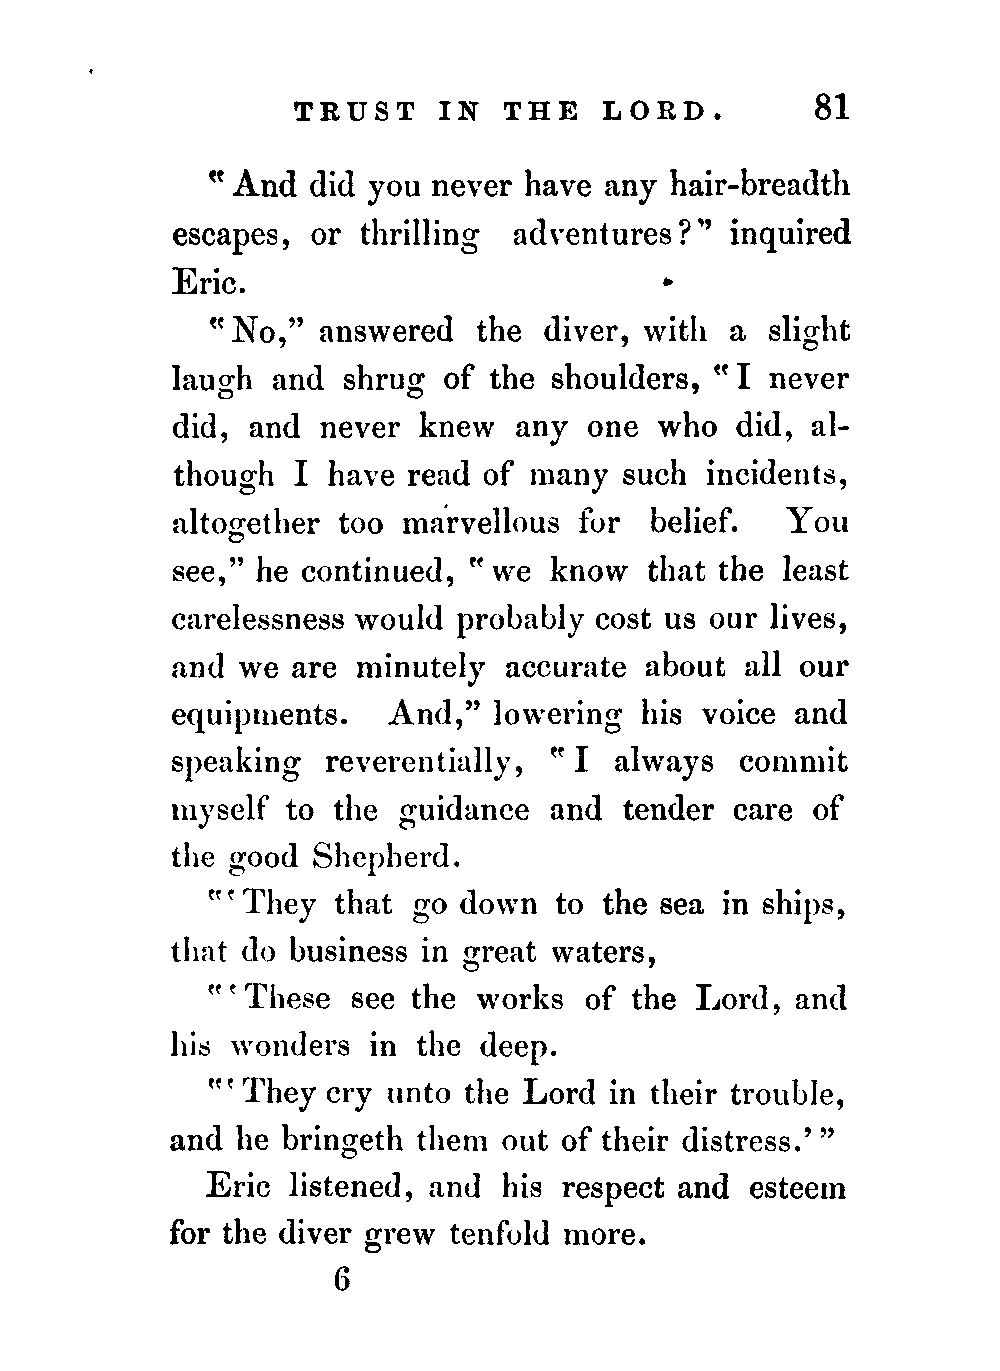 TRUST IN THE LORD. 81
"And did you never have any hair-breadth
escapes, or thrilling adventures?" inquired
Eric.
"No," answered the diver, with a slight
laugh and shrug of the shoulders, "I never
did, and never knew any one who did, al-
though I have read of many such incidents,
altogether too marvellous for belief. You
see," he continued, "we know that the least
carelessness would probably cost us our lives,
and we are minutely accurate about all our
equipments. And," lowering his voice and
speaking reverentially, "I always commit
myself to the guidance and tender care of
the good Shepherd.
"'They that go down to the sea in ships,
that do business in great waters,
"'These see the works of the Lord, and
his wonders in the deep.
"'They cry unto the Lord in their trouble,
and he bringeth them out of their distress.'"
Eric listened, and his respect and esteem
for the diver grew tenfold more.
6